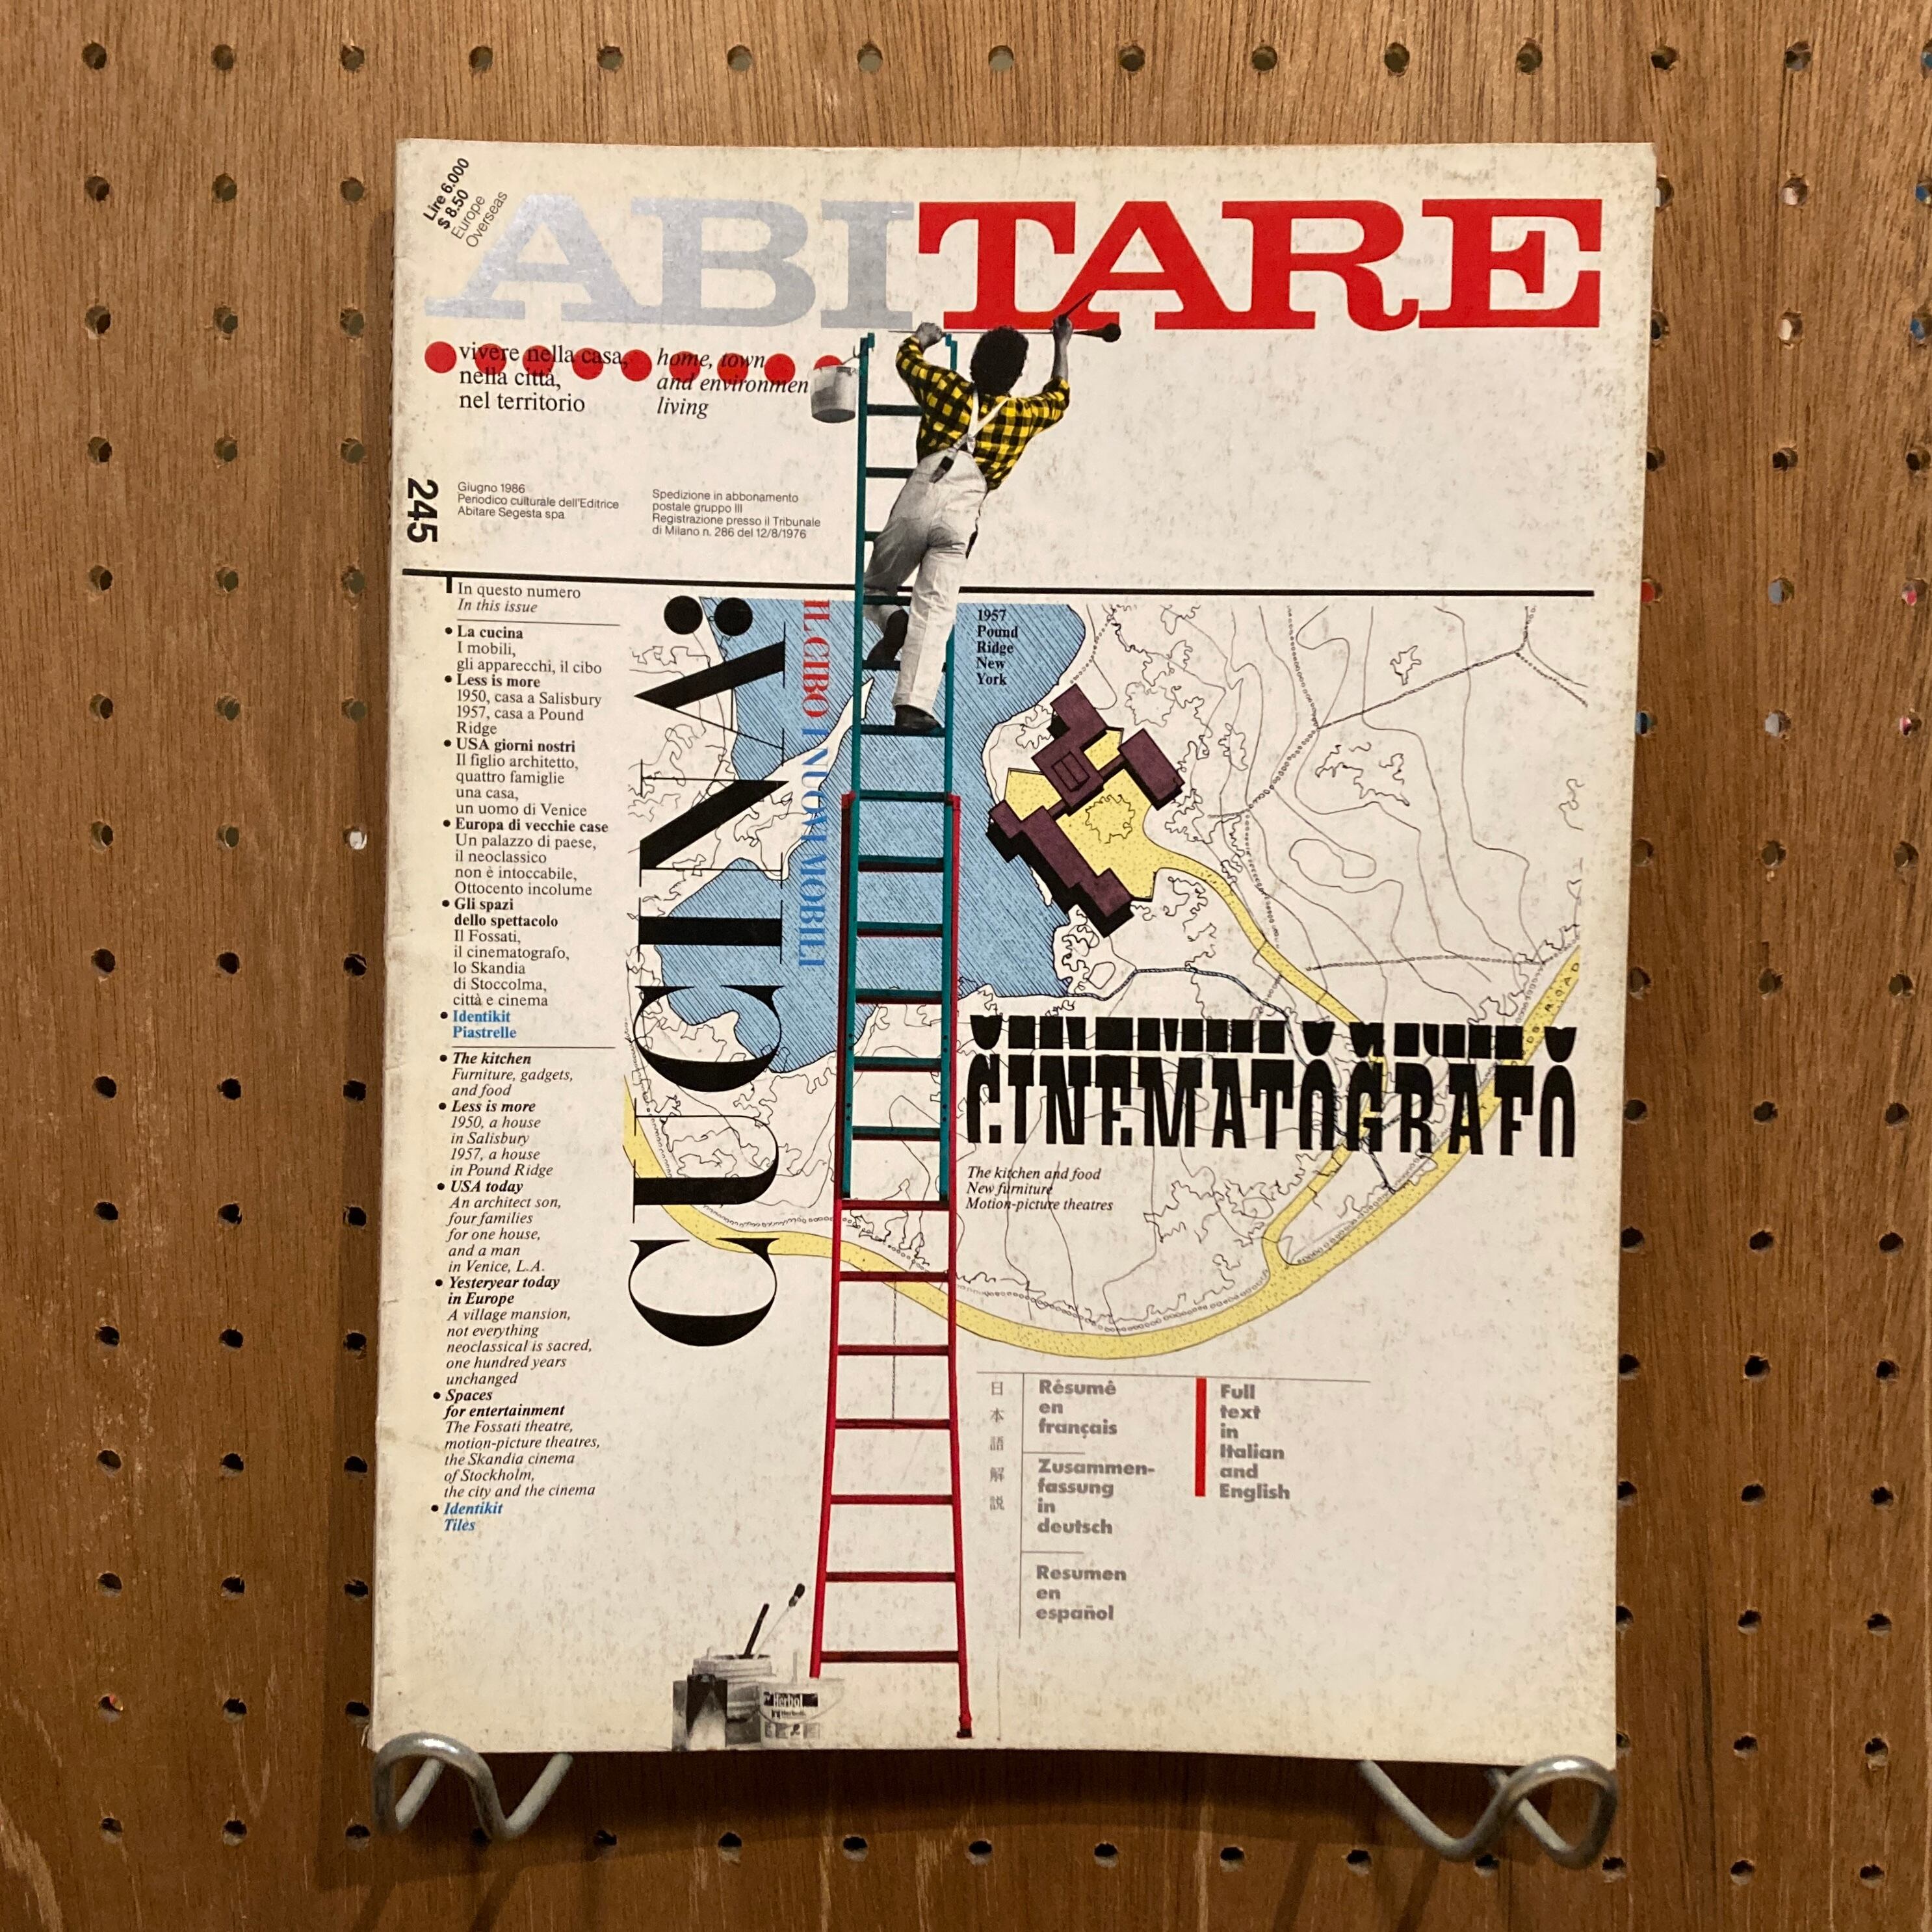 Lire 6.000
$ 8.50
Europe
Overseas
ABITARE
vivere nella casa,
nella città,
nel territorio
home, town
and environmen
living
245
Giugno 1986
Periodico culturale dell'Editrice
Abitare Segesta spa
Spedizione in abbonamento
postale gruppo III
Registrazione presso il Tribunale
di Milano n. 286 del 12/8/1976
In questo numero
In this issue
• La cucina
I mobili,
gli apparecchi, il cibo
• Less is more
1950, casa a Salisbury
1957, casa a Pound
Ridge
• USA giorni nostri
Il figlio architetto,
quattro famiglie
una casa,
un uomo di Venice
• Europa di vecchie case
Un palazzo di paese,
il neoclassico
non è intoccabile,
Ottocento incolume
• Gli spazi
dello spettacolo
Il Fossati,
il cinematografo,
lo Skandia
di Stoccolma,
città e cinema
• Identikit
Piastrelle
• The kitchen
Furniture, gadgets,
and food
• Less is more
1950, a house
in Salisbury
1957, a house
in Pound Ridge
• USA today
An architect son,
four families
for one house,
and a man
in Venice, L.A.
• Yesteryear today
in Europe
A village mansion,
not everything
neoclassical is sacred,
one hundred years
unchanged
• Spaces
for entertainment
The Fossati theatre,
motion-picture theatres,
the Skandia cinema
of Stockholm,
the city and the cinema
• Identikit
Tiles
CUCINA:
IL CIBO I NUOVI MOBILI
1957
Pound
Ridge
New
York
CINEMATOGRAFO
The kitchen and food
New furniture
Motion-picture theatres
日本語解説
Résumé
en
français
Zusammen-
fassung
in
deutsch
Resumen
en
español
Full
text
in
Italian
and
English
Herbol